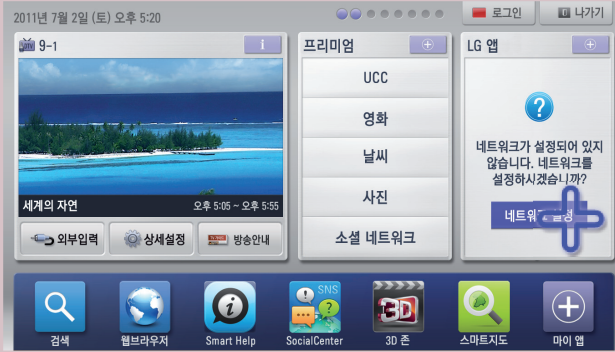 2011년 7월 2일 (토) 오후 5:20
로그인
나가기
9-1
i
프리미엄
LG 앱
UCC
영화
날씨
사진
소셜 네트워크
?
네트워크가 설정되어 있지
않습니다. 네트워크를
설정하시겠습니까?
네트워크 설정
세계의 자연
오후 5:05 ~ 오후 5:55
외부입력
상세설정
방송안내
SNS
3D
검색
웹브라우저
Smart Help
SocialCenter
3D 존
스마트지도
마이 앱